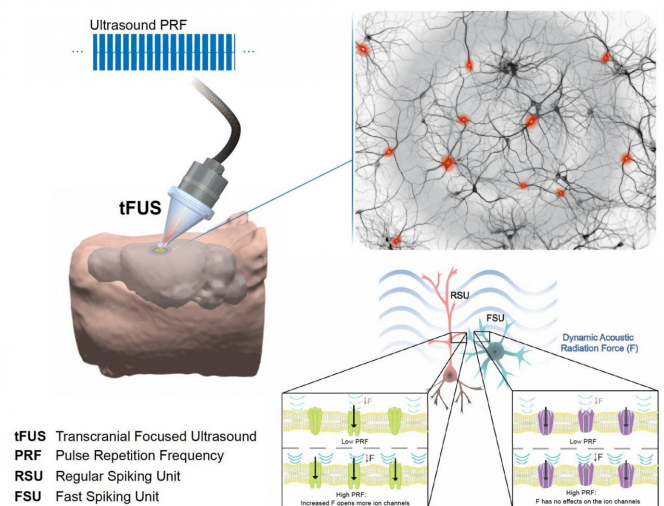 Ultrasound PRF
... ...
tFUS
RSU
FSU
Dynamic Acoustic
Radiation Force (F)
F
Low PRF
F
High PRF:
Increased F opens more ion channels
F
Low PRF
F
High PRF:
F has no effects on the ion channels
tFUS Transcranial Focused Ultrasound
PRF Pulse Repetition Frequency
RSU Regular Spiking Unit
FSU Fast Spiking Unit